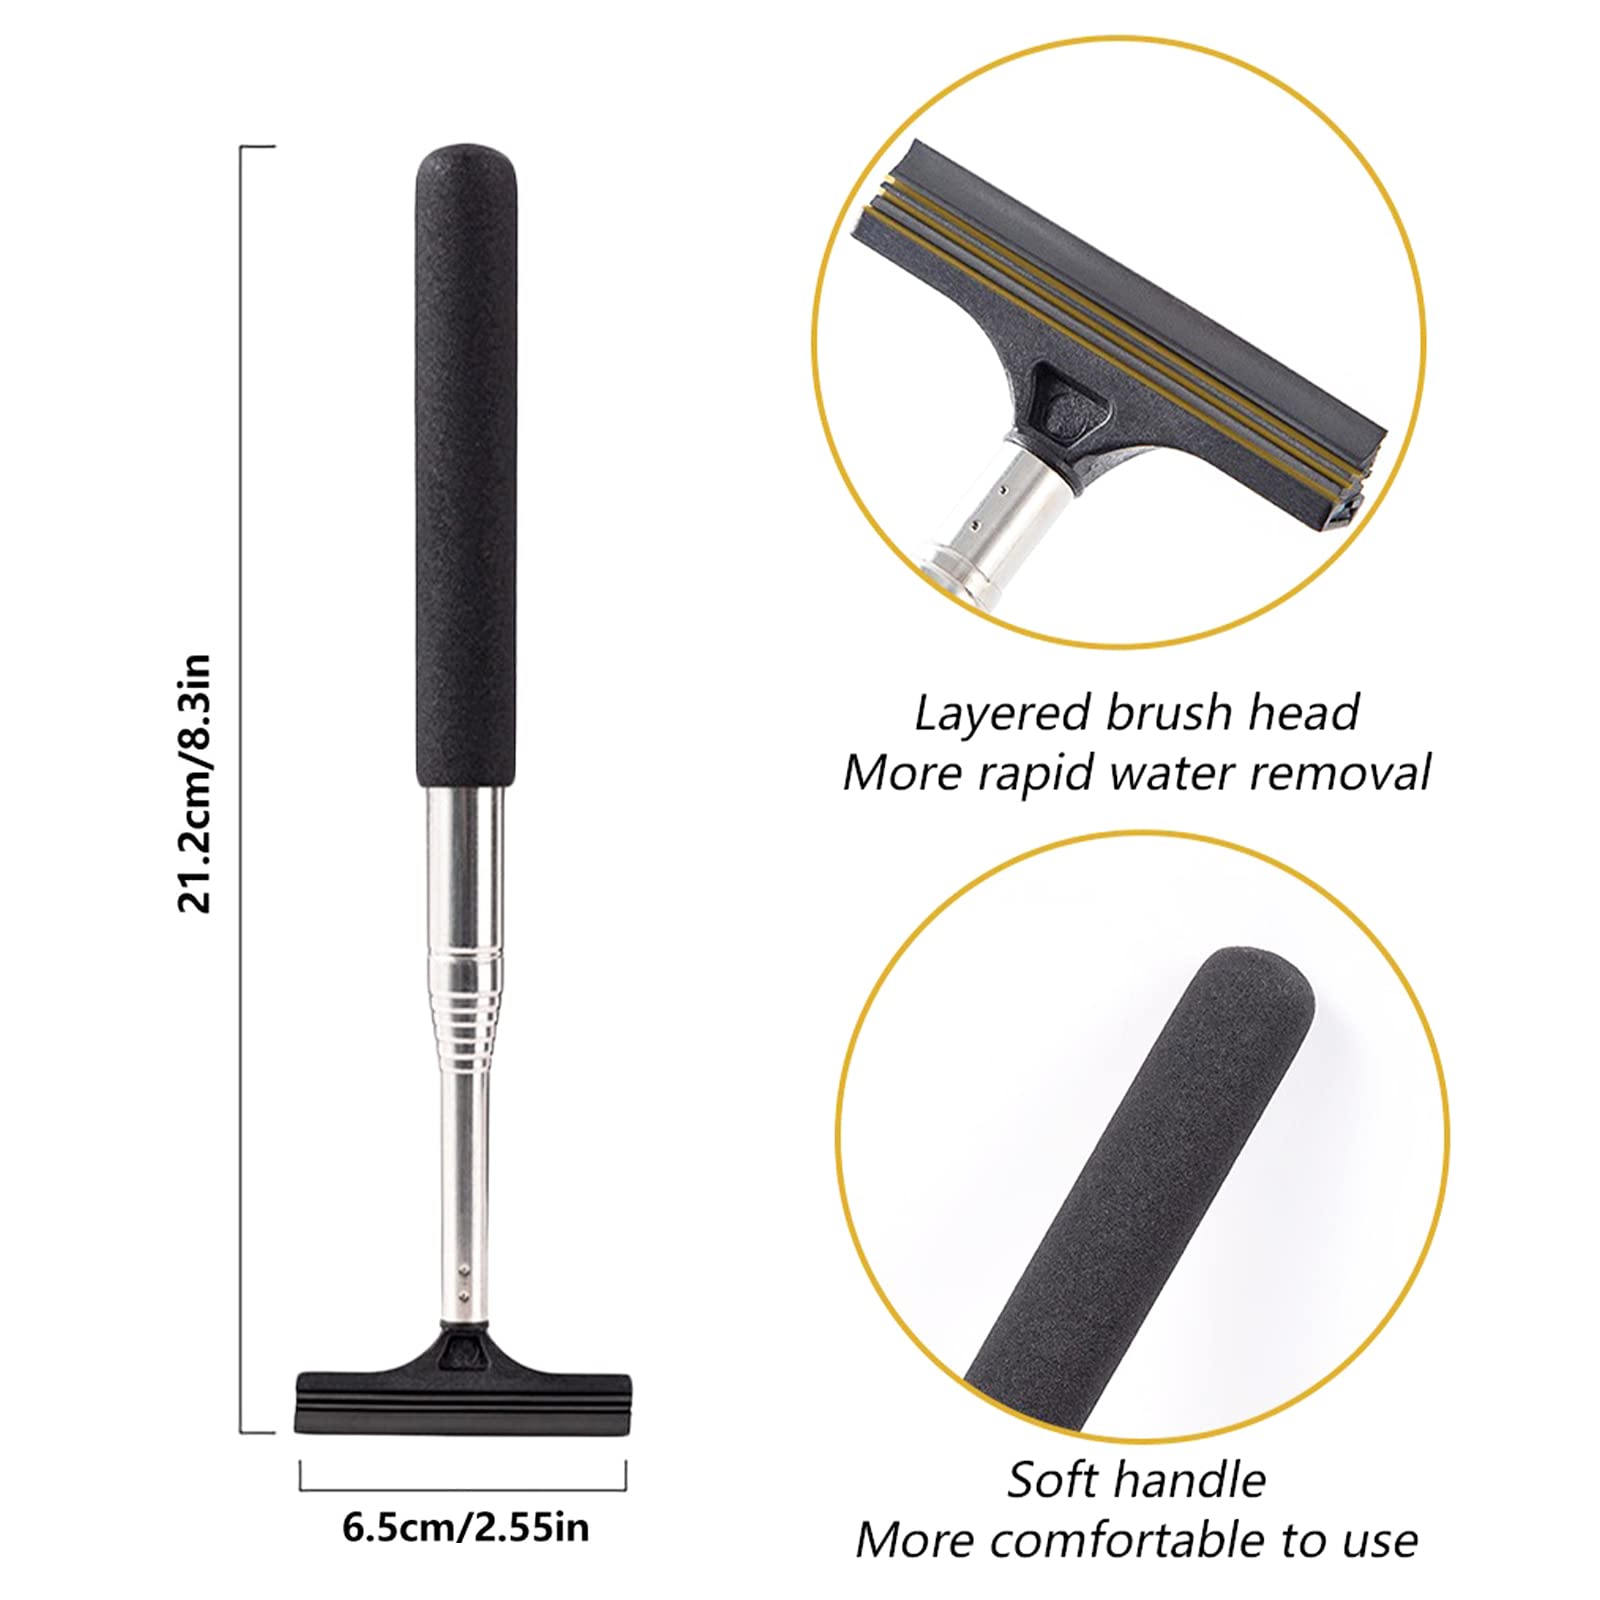 21.2cm/8.3in
6.5cm/2.55in
Layered brush head
More rapid water removal
Soft handle
More comfortable to use